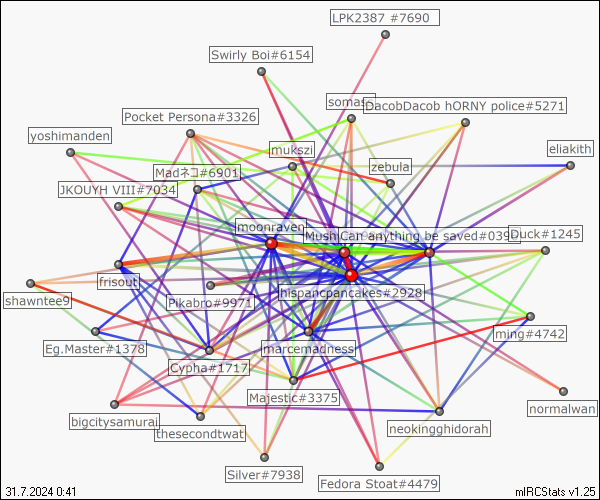 LPK2387 #7690
Swirly Boi#6154
somas
DacobDacob hORNY police#5271
Pocket Persona#3326
yoshimanden
mukszi
eliakith
Madネコ#6901
zebula
JKOUYH VIII#7034
moonraven
Mush
Can anything be saved#039
Duck#1245
frisout
hispancpancakes#2928
shawntee9
Pikabro#9971
ming#4742
Eg.Master#1378
marcemadness
Cypha#1717
Majestic#3375
normalwan
bigcitysamurai
thesecondtwat
neokingghidorah
Silver#7938
Fedora Stoat#4479
31.7.2024 0:41
mIRCStats v1.25